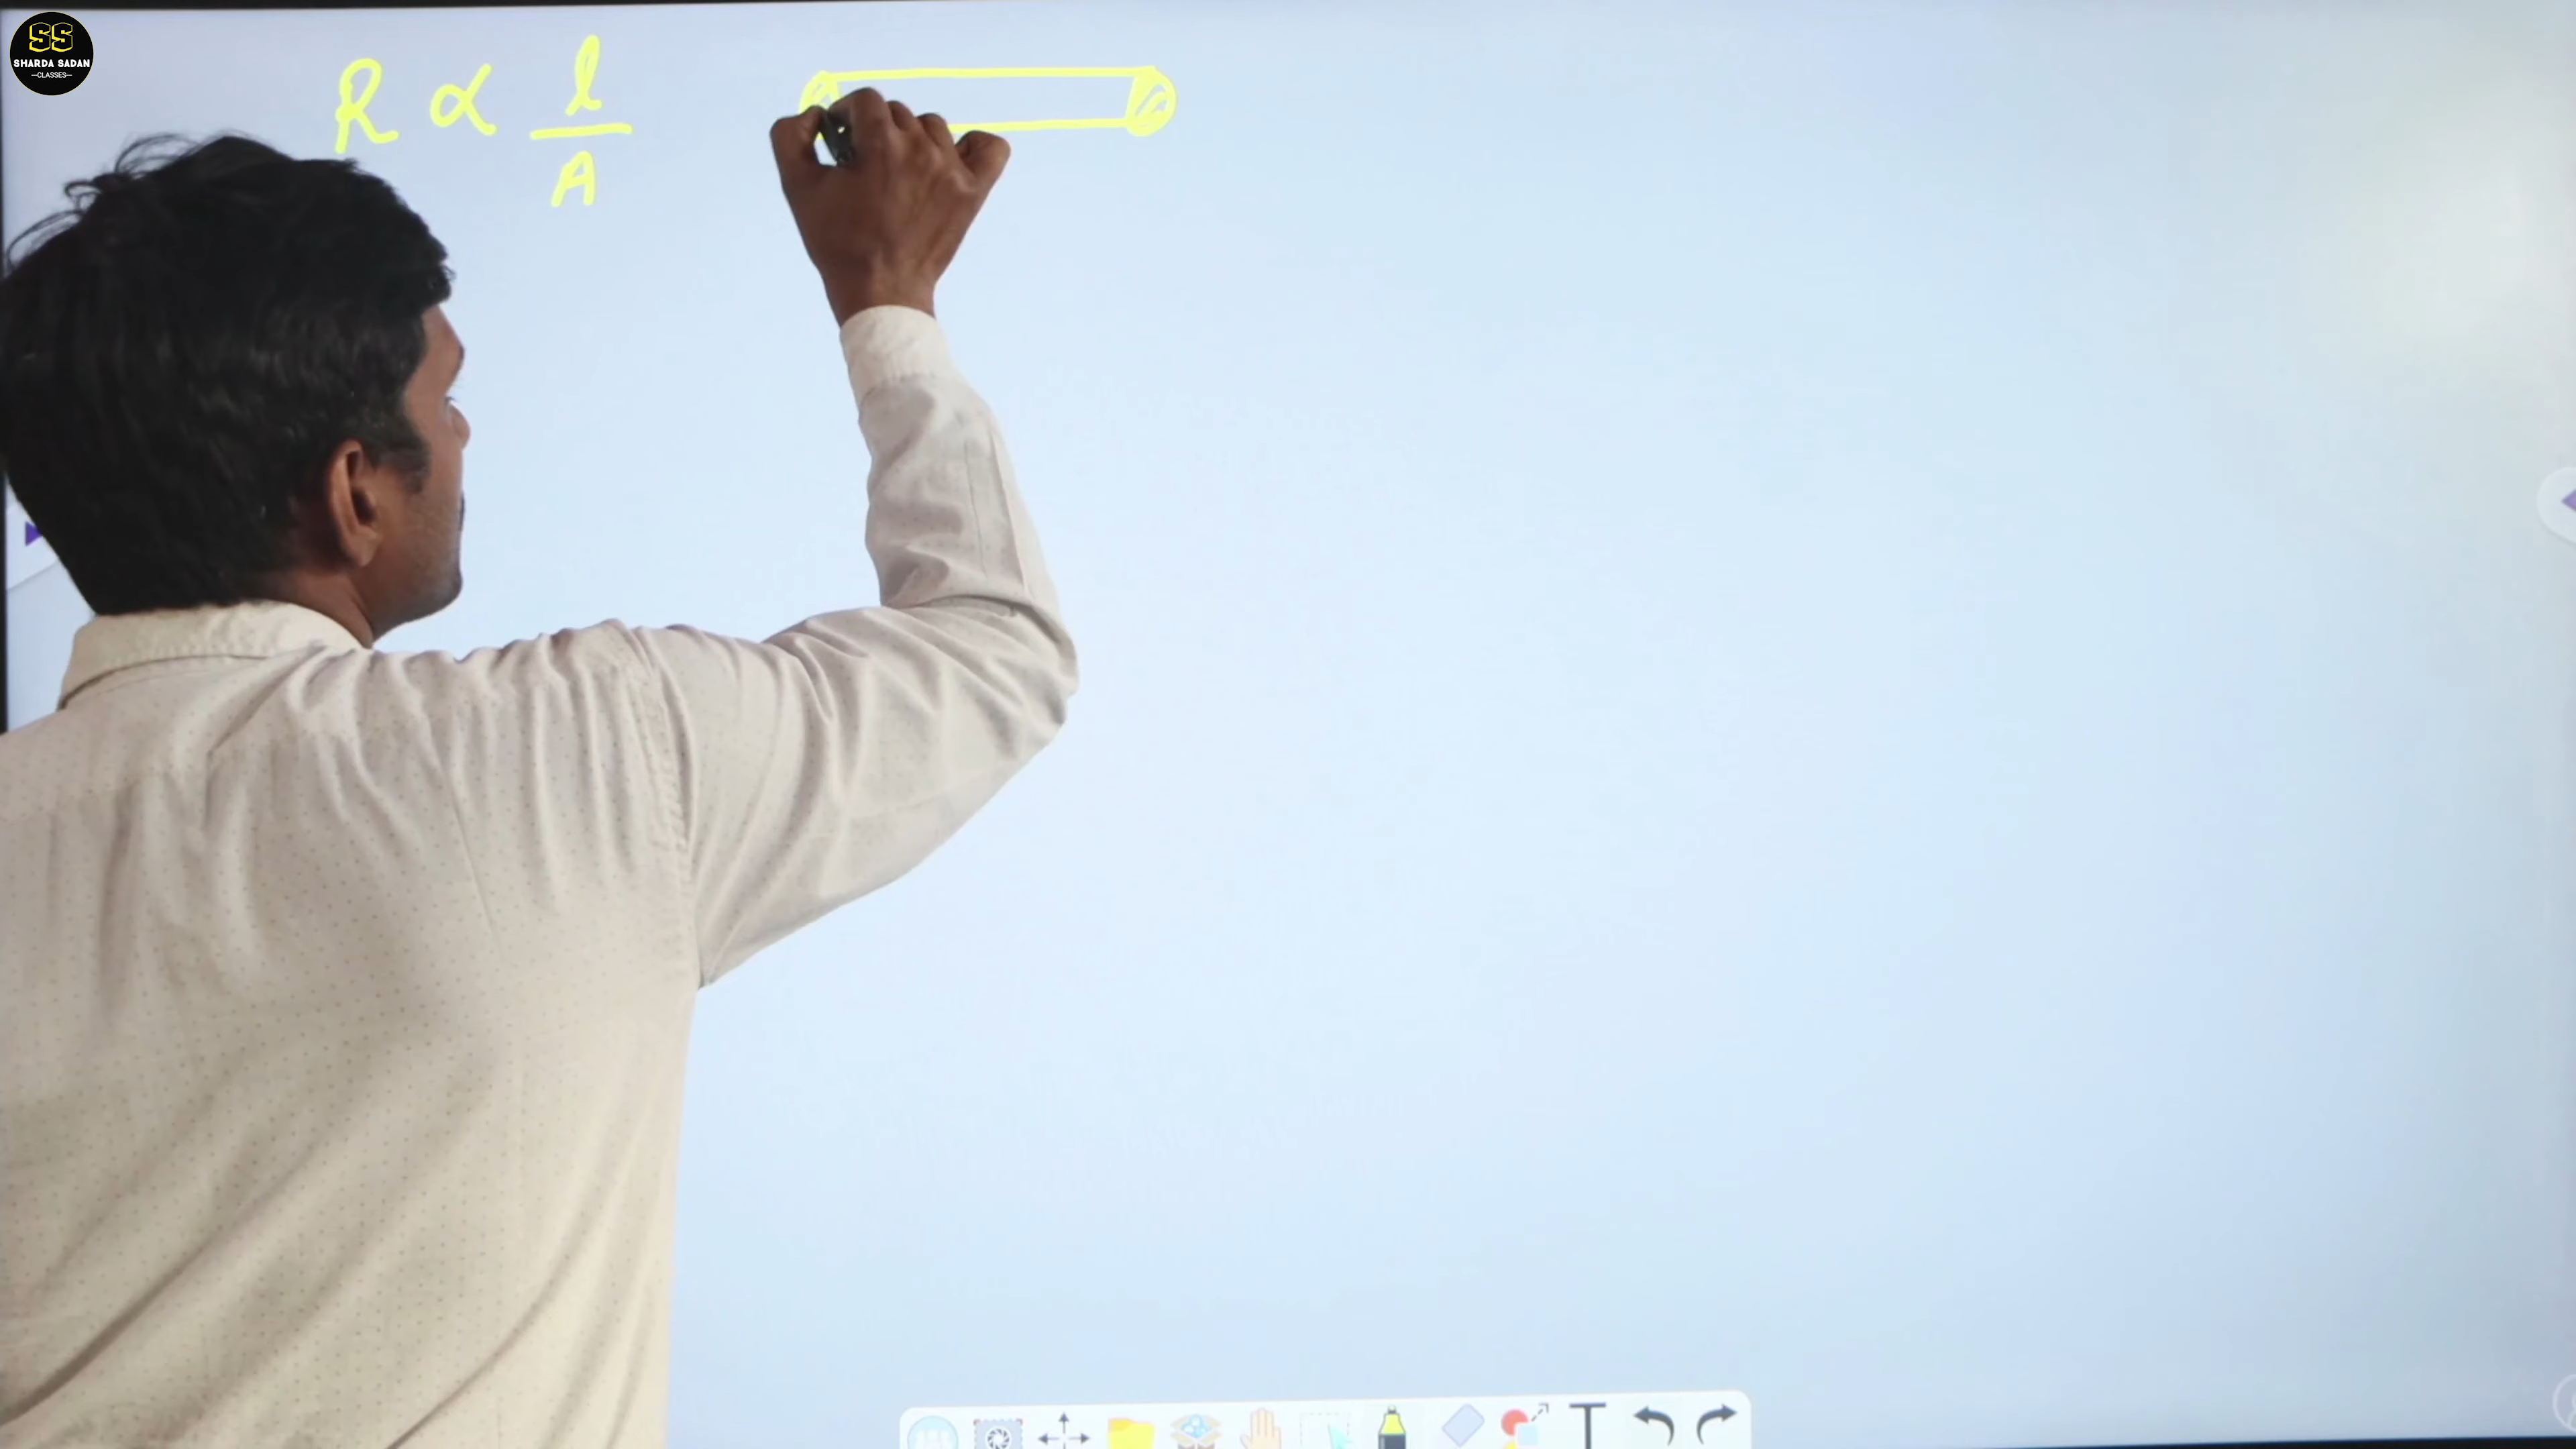 SS
SHARDA SADAN
—CLASSES—
R ∝ l/A
T